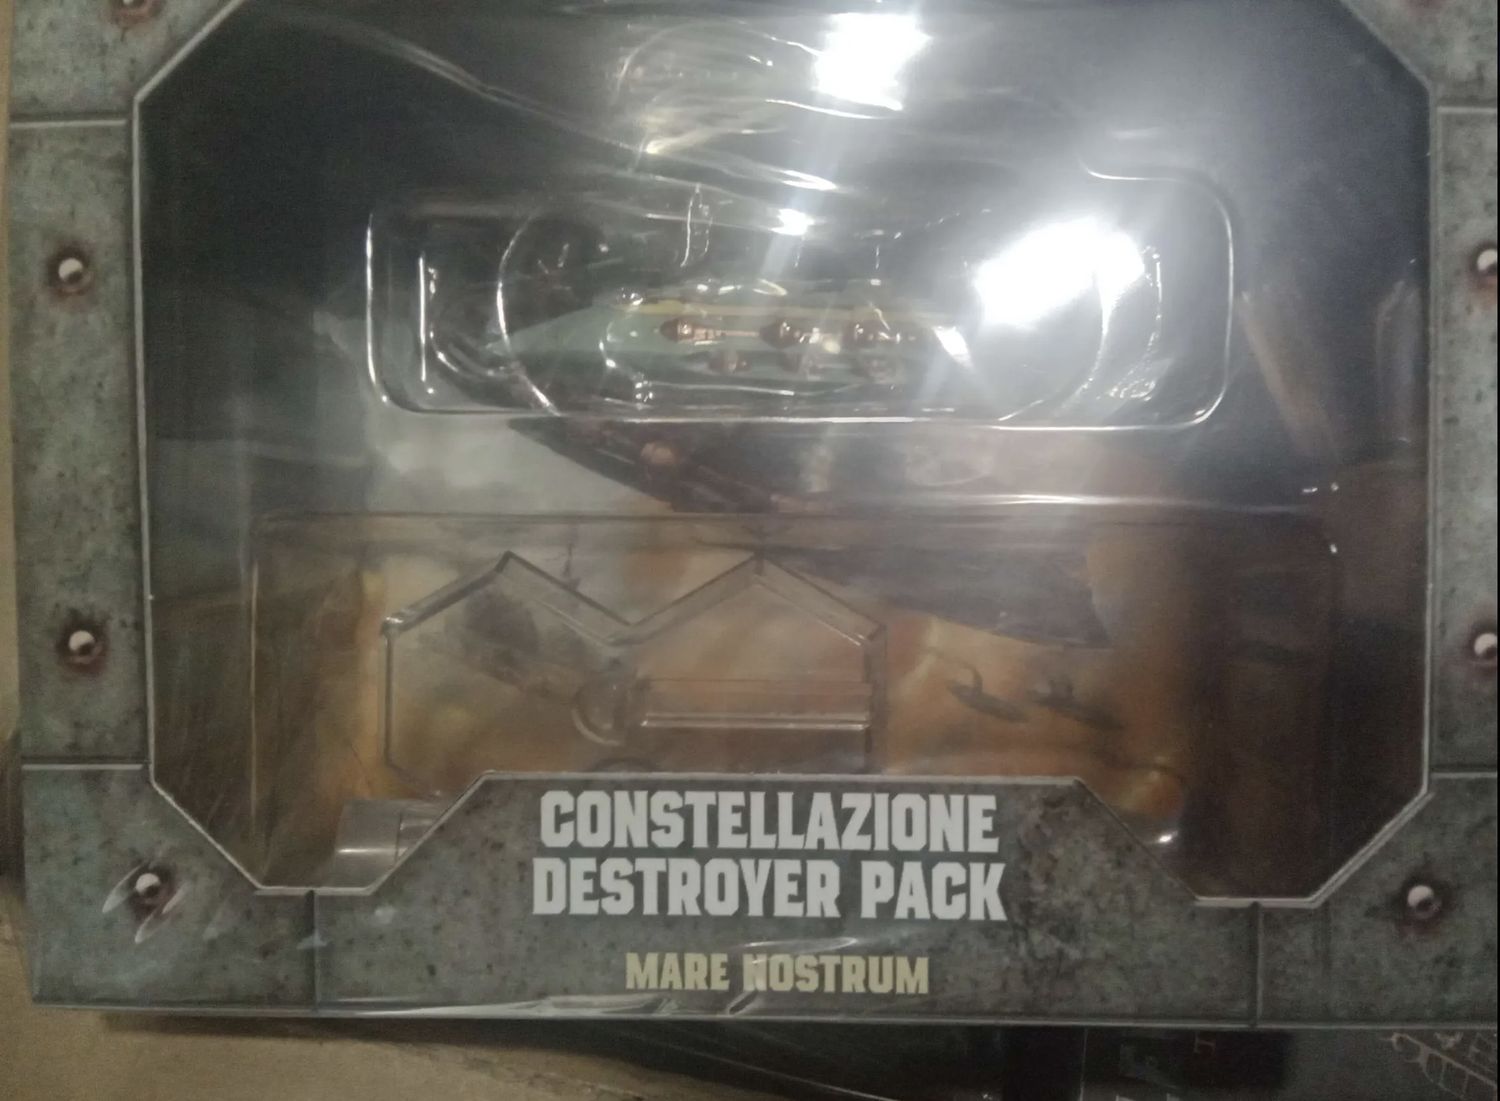 CONSTELLAZIONE
DESTROYER PACK
MARE NOSTRUM